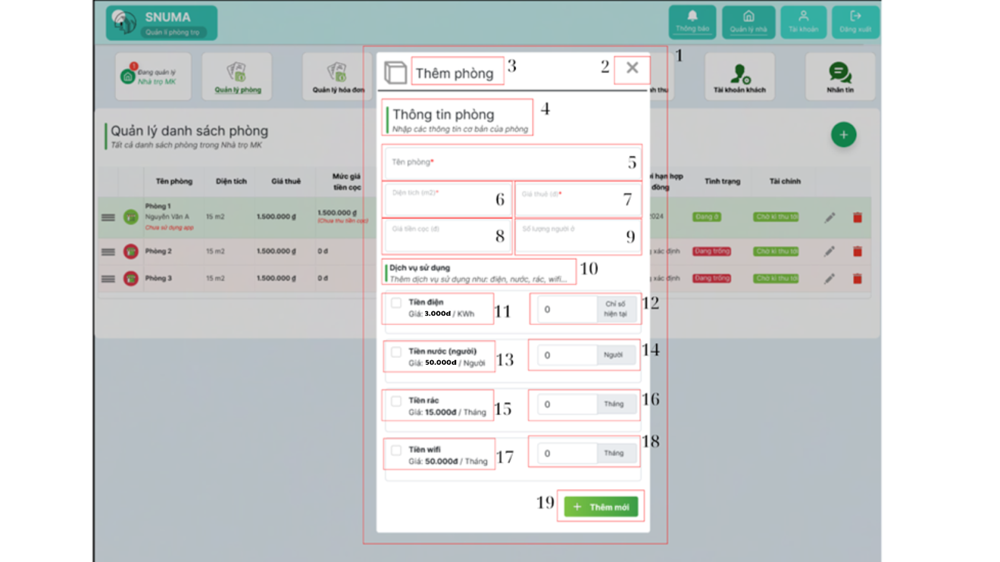 SNUMA
Quản lí phòng trọ
Thông báo
Quản lý nhà
Tài khoản
Đăng xuất
1
Đang quản lý
Nhà trọ MK
Quản lý phòng
Quản lý hóa đơn
nh thu
Tài khoản khách
Nhắn tin
Quản lý danh sách phòng
Tất cả danh sách phòng trong Nhà trọ MK
+
Tên phòng
Diện tích
Giá thuê
Mức giá
tiền cọc
i hạn hợp
đồng
Tình trạng
Tài chính
Phòng 1
Nguyễn Văn A
Chưa sử dụng app
15 m2
1.500.000 ₫
1.500.000 ₫
(Chưa thu tiền cọc)
2024
Đang ở
Chờ kì thu tới
Phòng 2
15 m2
1.500.000 ₫
0 đ
xác định
Đang trống
Chờ kì thu tới
Phòng 3
15 m2
1.500.000 ₫
0 đ
xác định
Đang trống
Chờ kì thu tới
1
Thêm phòng
3
2
Thông tin phòng
Nhập các thông tin cơ bản của phòng
4
Tên phòng*
5
Diện tích (m2)*
6
Giá thuê (đ)*
7
Giá tiền cọc (đ)
8
Số lượng người ở
9
Dịch vụ sử dụng
Thêm dịch vụ sử dụng như: điện, nước, rác, wifi...
10
Tiền điện
Giá: 3.000đ / KWh
11
0
Chỉ số
hiện tại
12
Tiền nước (người)
Giá: 50.000đ / Người
13
0
Người
14
Tiền rác
Giá: 15.000đ / Tháng
15
0
Tháng
16
Tiền wifi
Giá: 50.000đ / Tháng
17
0
Tháng
18
19
+ Thêm mới